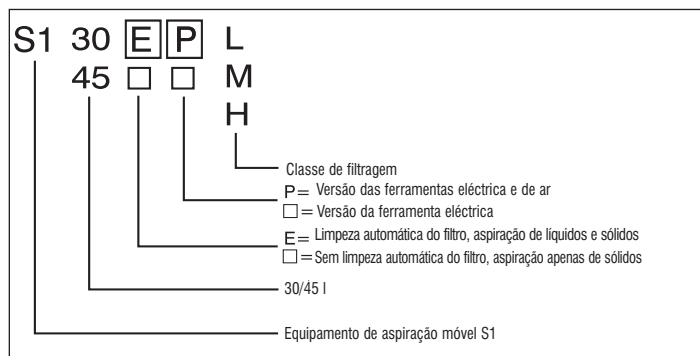 S1 30 E P L
45 □ □ M
H
Classe de filtragem
P= Versão das ferramentas eléctrica e de ar
□ = Versão da ferramenta eléctrica
E= Limpeza automática do filtro, aspiração de líquidos e sólidos
□ = Sem limpeza automática do filtro, aspiração apenas de sólidos
30/45 l
Equipamento de aspiração móvel S1